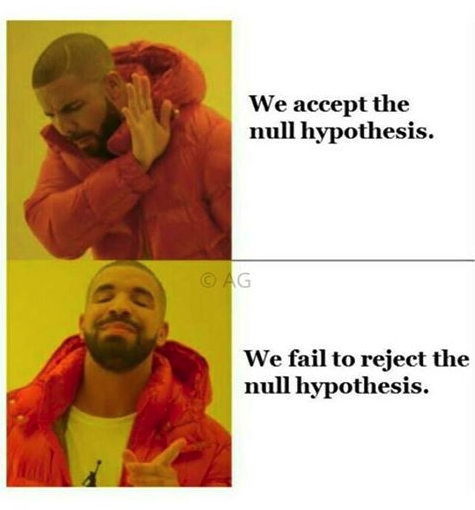 We accept the
null hypothesis.
© AG
We fail to reject the
null hypothesis.